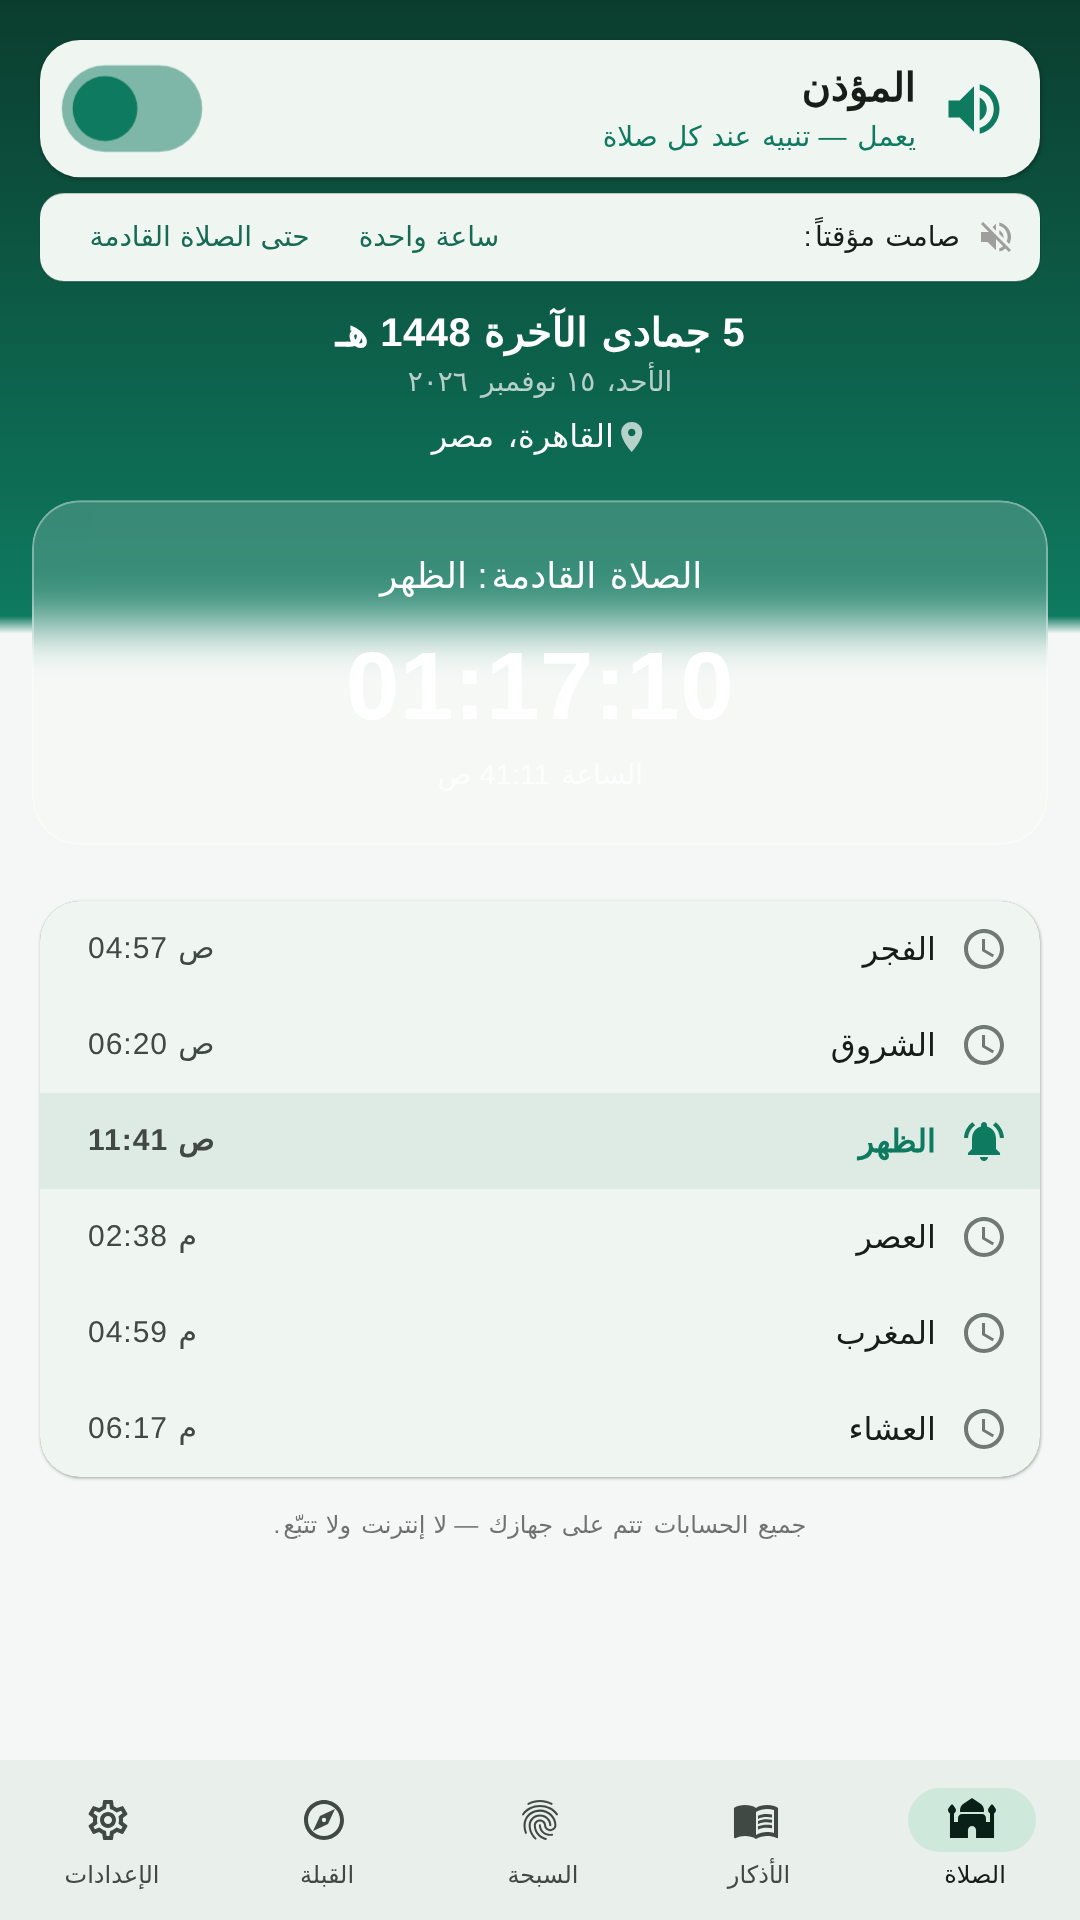 المؤذن
يعمل — تنبيه عند كل صلاة
صامت مؤقتاً: ساعة واحدة حتى الصلاة القادمة
5 جمادى الآخرة 1448 هـ
الأحد، ١٥ نوفمبر ٢٠٢٦
القاهرة، مصر
الصلاة القادمة: الظهر
01:17:10
الساعة 41:11 ص
الفجر 04:57 ص
الشروق 06:20 ص
الظهر 11:41 ص
العصر 02:38 م
المغرب 04:59 م
العشاء 06:17 م
جميع الحسابات تتم على جهازك — لا إنترنت ولا تتبّع.
الصلاة الأذكار السبحة القبلة الإعدادات